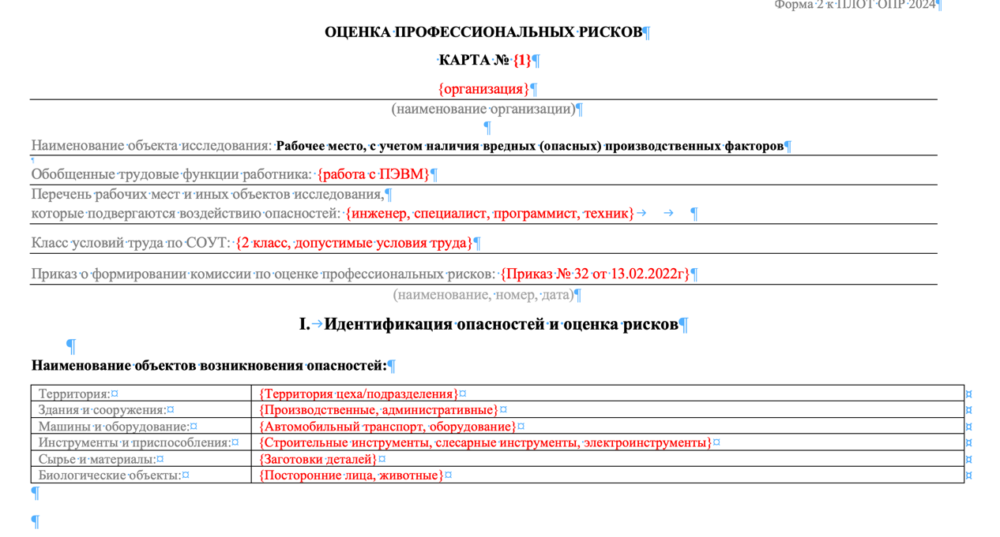 Форма 2 к ПЛОТ ОПР 2024
ОЦЕНКА ПРОФЕССИОНАЛЬНЫХ РИСКОВ
КАРТА № {1}
{организация}
(наименование организации)
Наименование объекта исследования: Рабочее место, с учетом наличия вредных (опасных) производственных факторов
Обобщенные трудовые функции работника: {работа с ПЭВМ}
Перечень рабочих мест и иных объектов исследования,
которые подвергаются воздействию опасностей: {инженер, специалист, программист, техник}
Класс условий труда по СОУТ: {2 класс, допустимые условия труда}
Приказ о формировании комиссии по оценке профессиональных рисков: {Приказ № 32 от 13.02.2022г}
(наименование, номер, дата)
I. Идентификация опасностей и оценка рисков
Наименование объектов возникновения опасностей:
Территория: {Территория цеха/подразделения}
Здания и сооружения: {Производственные, административные}
Машины и оборудование: {Автомобильный транспорт, оборудование}
Инструменты и приспособления: {Строительные инструменты, слесарные инструменты, электроинструменты}
Сырье и материалы: {Заготовки деталей}
Биологические объекты: {Посторонние лица, животные}